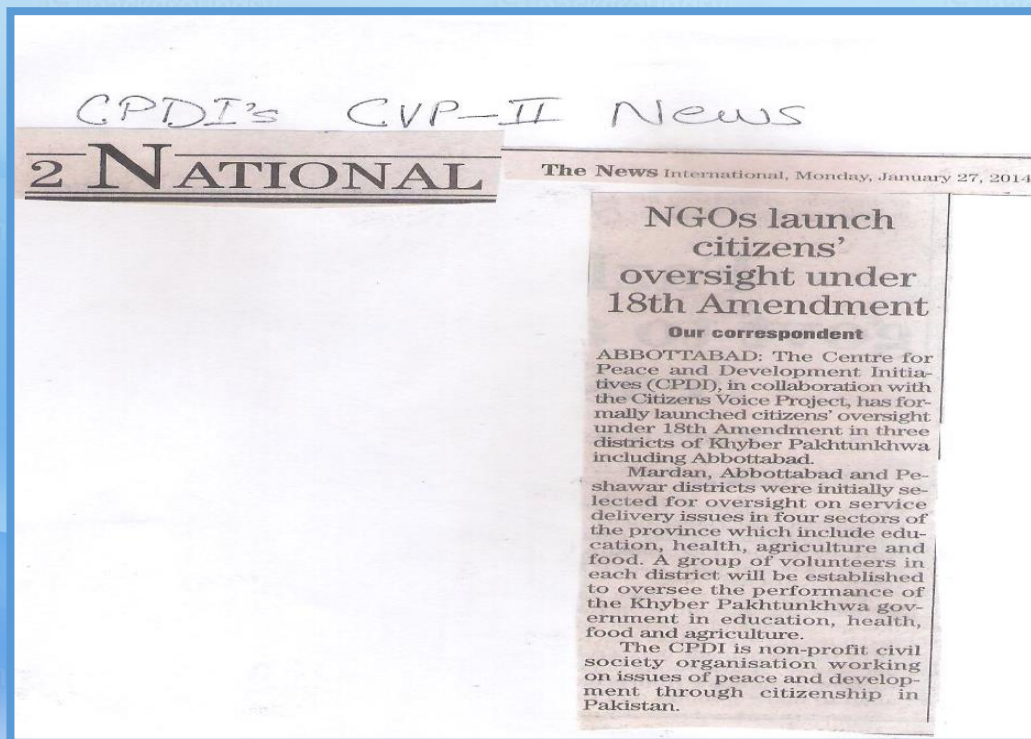 CPDI's CVP-II News
2 NATIONAL
The News International, Monday, January 27, 2014
NGOs launch
citizens'
oversight under
18th Amendment
Our correspondent
ABBOTTABAD: The Centre for
Peace and Development Initia-
tives (CPDI), in collaboration with
the Citizens Voice Project, has for-
mally launched citizens' oversight
under 18th Amendment in three
districts of Khyber Pakhtunkhwa
including Abbottabad.
Mardan, Abbottabad and Pe-
shawar districts were initially se-
lected for oversight on service
delivery issues in four sectors of
the province which include edu-
cation, health, agriculture and
food. A group of volunteers in
each district will be established
to oversee the performance of
the Khyber Pakhtunkhwa gov-
ernment in education, health,
food and agriculture.
The CPDI is non-profit civil
society organisation working
on issues of peace and develop-
ment through citizenship in
Pakistan.